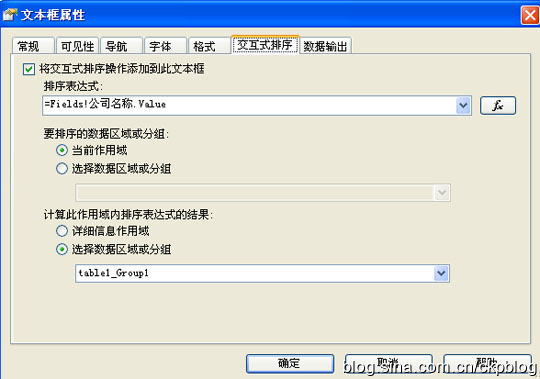 文本框属性
常规 可见性 导航 字体 格式 交互式排序 数据输出
将交互式排序操作添加到此文本框
排序表达式:
=Fields!公司名称.Value
fx
要排序的数据区域或分组:
当前作用域
选择数据区域或分组
计算此作用域内排序表达式的结果:
详细信息作用域
选择数据区域或分组
table1_Group1
确定 取消 帮助
blog.sina.com.cn/ckpblog